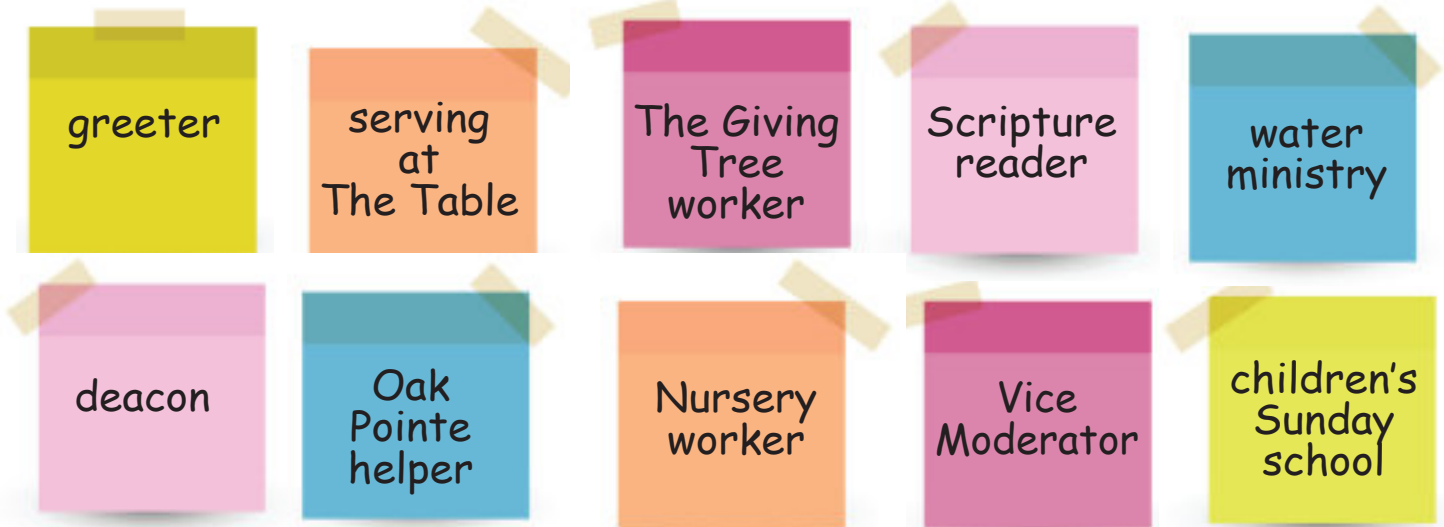 greeter
serving
at
The Table
The Giving
Tree
worker
Scripture
reader
water
ministry
deacon
Oak
Pointe
helper
Nursery
worker
Vice
Moderator
children's
Sunday
school